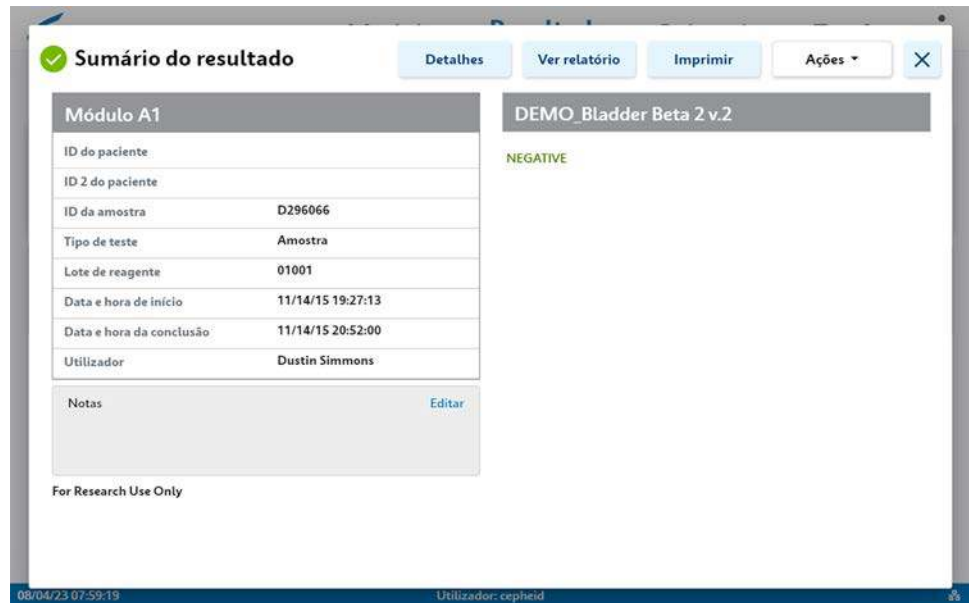 Sumário do resultado
Detalhes
Ver relatório
Imprimir
Ações
Módulo A1
ID do paciente
ID 2 do paciente
ID da amostra D296066
Tipo de teste Amostra
Lote de reagente 01001
Data e hora de início 11/14/15 19:27:13
Data e hora da conclusão 11/14/15 20:52:00
Utilizador Dustin Simmons
Notas Editar
For Research Use Only
DEMO_Bladder Beta 2 v.2
NEGATIVE
08/04/23 07:59:19 Utilizador: cepheid